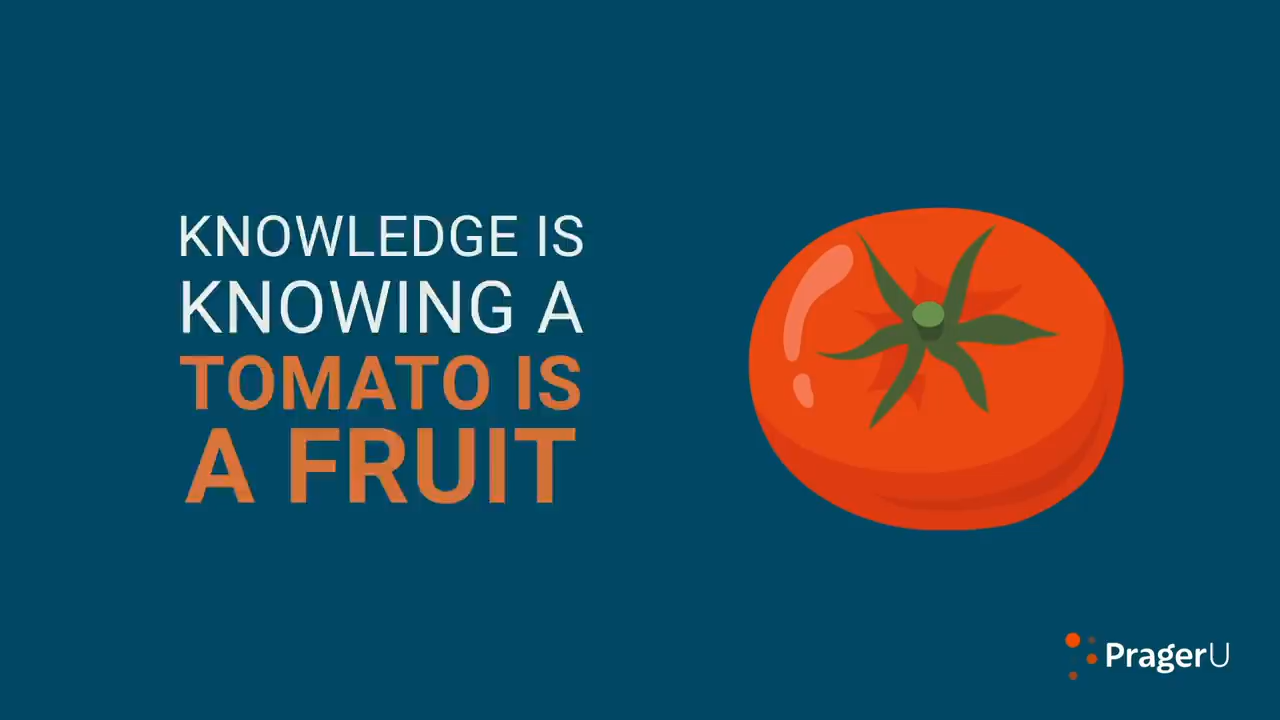 KNOWLEDGE IS
KNOWING A
TOMATO IS
A FRUIT
PragerU